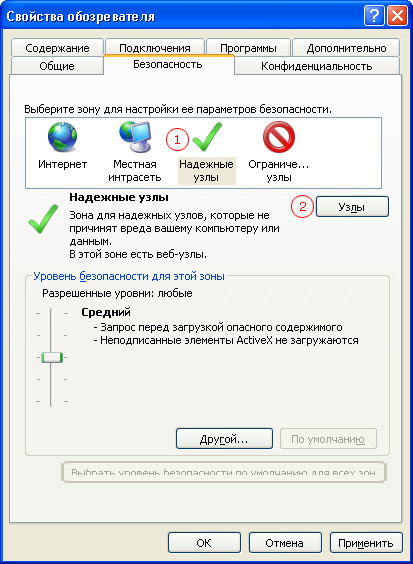 Свойства обозревателя
Содержание Подключения Программы Дополнительно
Общие Безопасность Конфиденциальность
Выберите зону для настройки ее параметров безопасности.
1
Интернет Местная интрасеть Надежные узлы Ограниче... узлы
Надежные узлы
2 Узлы
Зона для надежных узлов, которые не
причинят вреда вашему компьютеру или
данным.
В этой зоне есть веб-узлы.
Уровень безопасности для этой зоны
Разрешенные уровни: любые
Средний
- Запрос перед загрузкой опасного содержимого
- Неподписанные элементы ActiveX не загружаются
Другой... По умолчанию
Выбрать уровень безопасности по умолчанию для всех зон
OK Отмена Применить